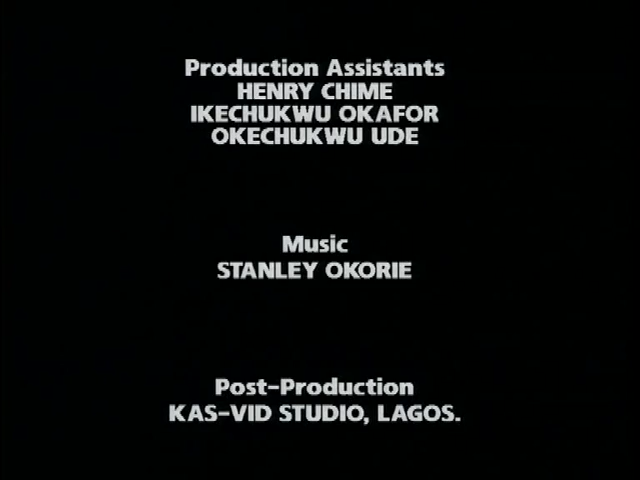 Production Assistants
HENRY CHIME
IKECHUKWU OKAFOR
OKECHUKWU UDE
Music
STANLEY OKORIE
Post-Production
KAS-VID STUDIO, LAGOS.